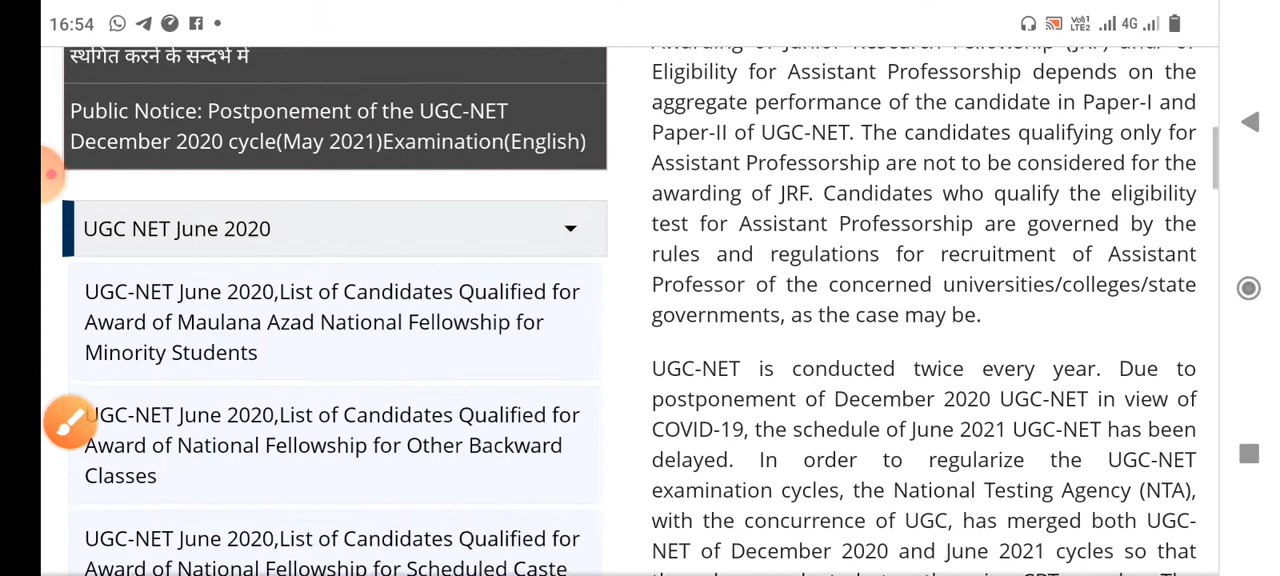 16:54
Vol)) 4G
LTE2
स्थगित करने के सन्दर्भ में
Public Notice: Postponement of the UGC-NET
December 2020 cycle(May 2021)Examination(English)
UGC NET June 2020
UGC-NET June 2020,List of Candidates Qualified for
Award of Maulana Azad National Fellowship for
Minority Students
UGC-NET June 2020,List of Candidates Qualified for
Award of National Fellowship for Other Backward
Classes
UGC-NET June 2020,List of Candidates Qualified for
Award of National Fellowship for Scheduled Caste
Awarding of Junior Research Fellowship (JRF) and/ or
Eligibility for Assistant Professorship depends on the
aggregate performance of the candidate in Paper-I and
Paper-II of UGC-NET. The candidates qualifying only for
Assistant Professorship are not to be considered for the
awarding of JRF. Candidates who qualify the eligibility
test for Assistant Professorship are governed by the
rules and regulations for recruitment of Assistant
Professor of the concerned universities/colleges/state
governments, as the case may be.
UGC-NET is conducted twice every year. Due to
postponement of December 2020 UGC-NET in view of
COVID-19, the schedule of June 2021 UGC-NET has been
delayed. In order to regularize the UGC-NET
examination cycles, the National Testing Agency (NTA),
with the concurrence of UGC, has merged both UGC-
NET of December 2020 and June 2021 cycles so that